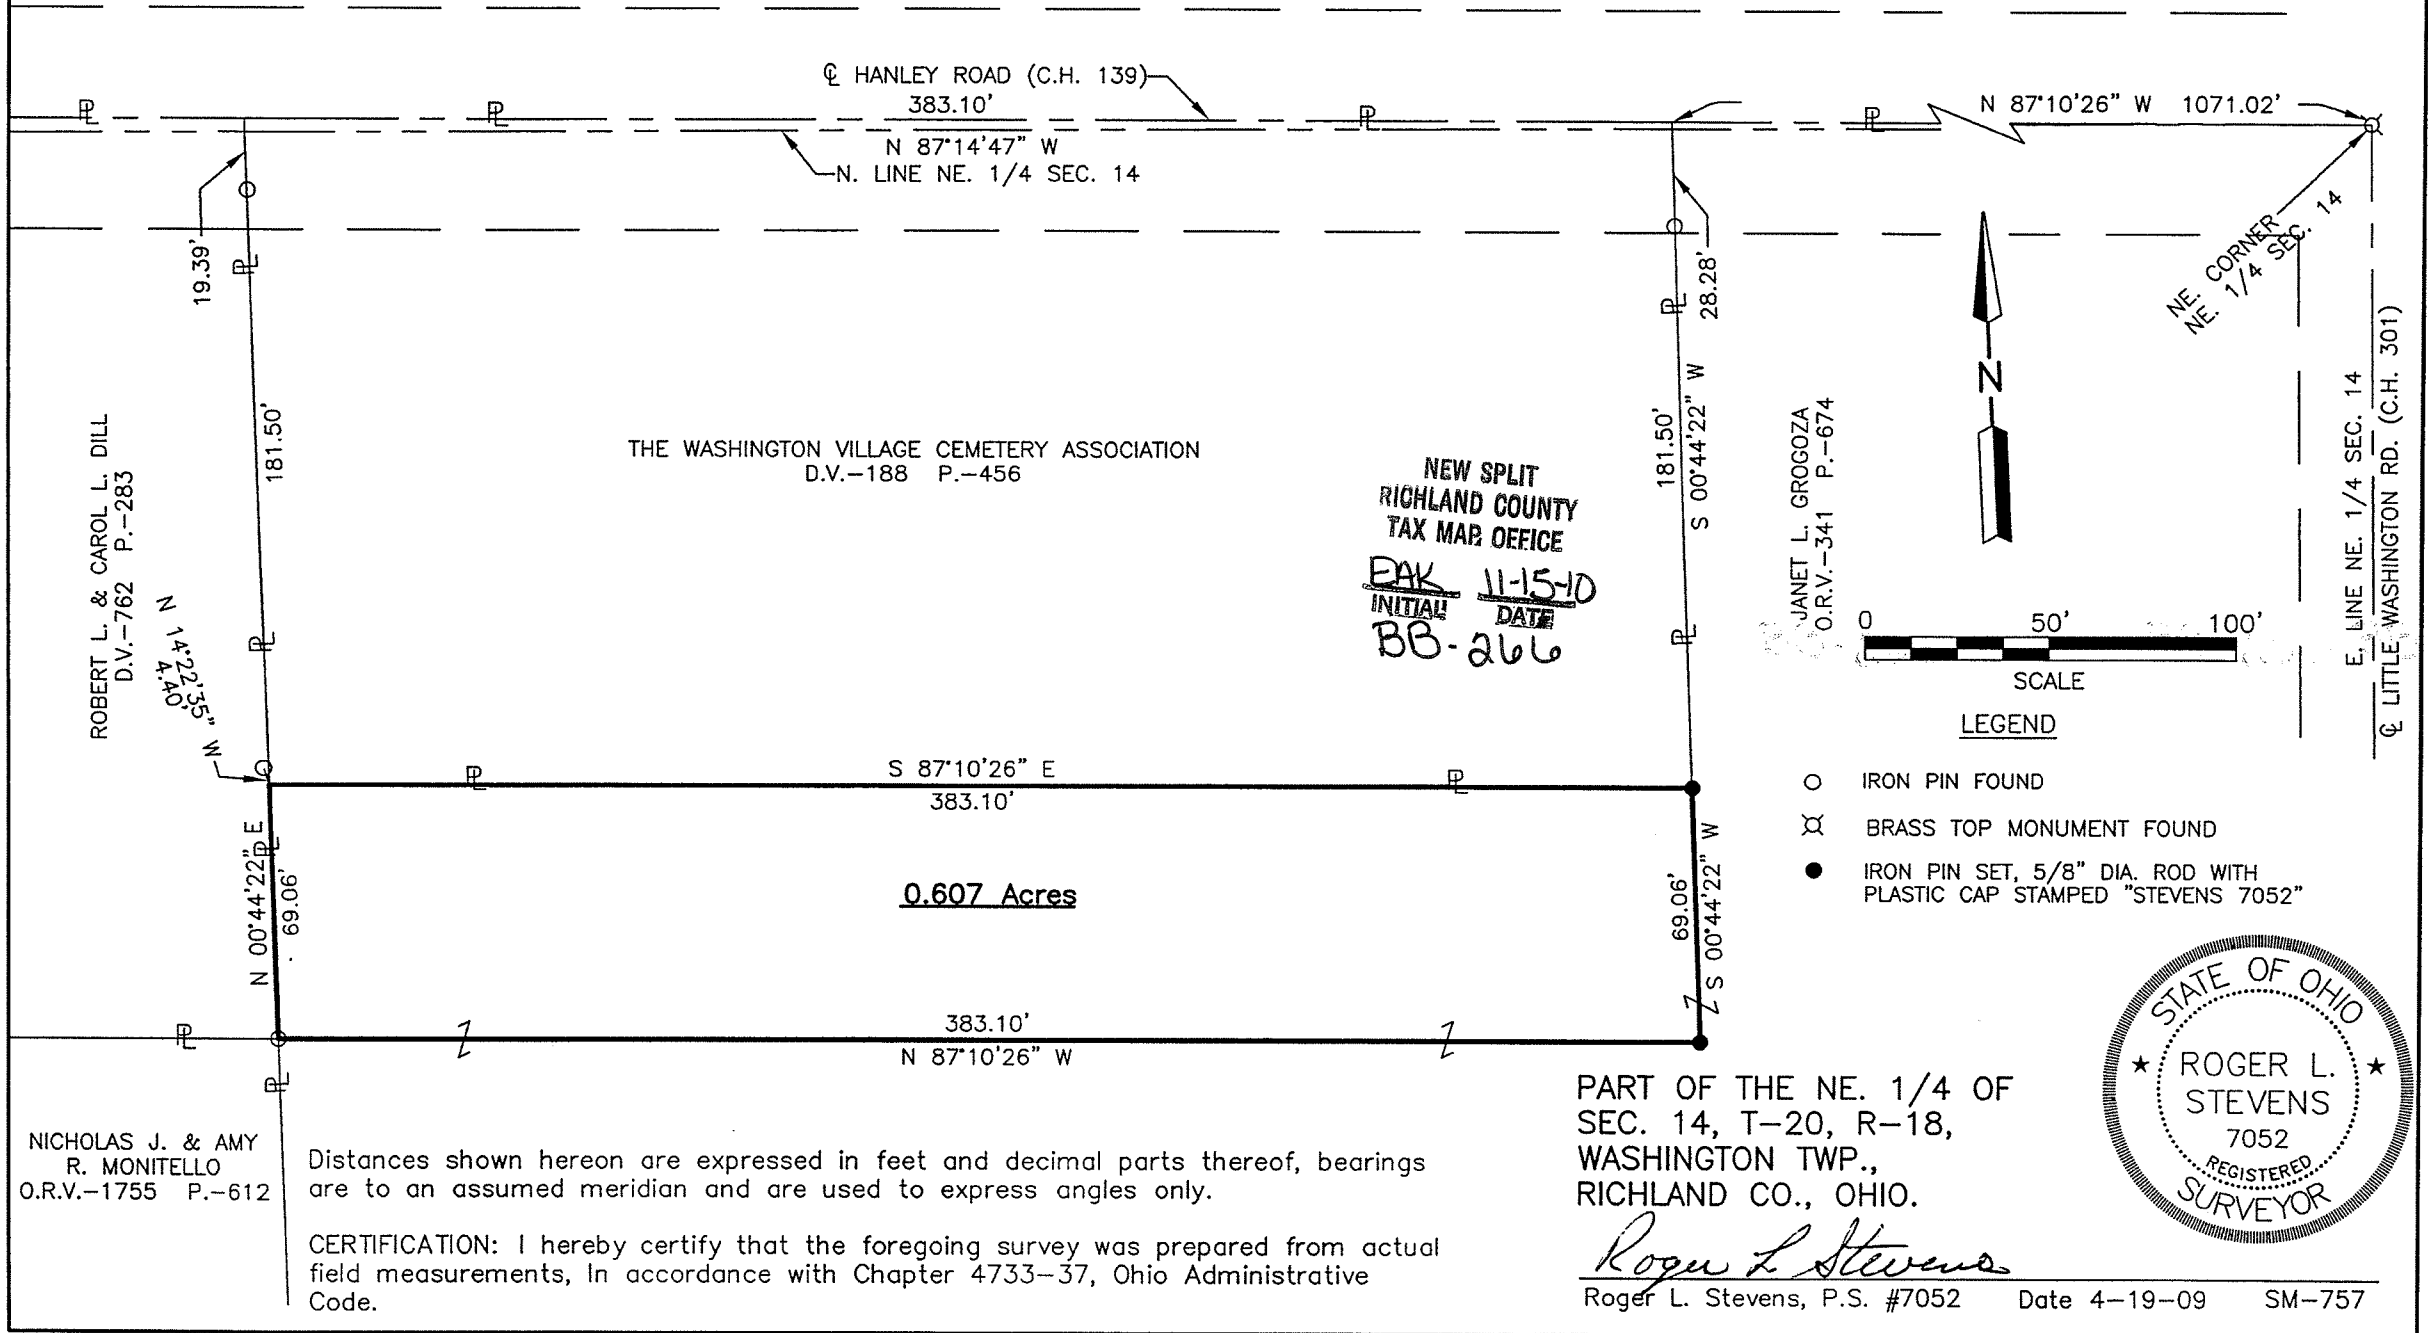 ℄ HANLEY ROAD (C.H. 139)
383.10'
N 87°14'47" W
N. LINE NE. 1/4 SEC. 14
N 87°10'26" W 1071.02'
NE. CORNER
NE. 1/4 SEC. 14
19.39'
181.50'
28.28'
181.50'
S 00°44'22" W
ROBERT L. & CAROL L. DILL
D.V.-762 P.-283
THE WASHINGTON VILLAGE CEMETERY ASSOCIATION
D.V.-188 P.-456
NEW SPLIT
RICHLAND COUNTY
TAX MAP OFFICE
EAK 11-15-10
INITIAL DATE
BB-266
JANET L. GROGOZA
O.R.V.-341 P.-674
N
E. LINE NE. 1/4 SEC. 14
℄ LITTLE WASHINGTON RD. (C.H. 301)
0 50' 100'
SCALE
LEGEND
IRON PIN FOUND
BRASS TOP MONUMENT FOUND
IRON PIN SET, 5/8" DIA. ROD WITH
PLASTIC CAP STAMPED "STEVENS 7052"
N 14°22'35" W
4.40'
S 87°10'26" E
383.10'
N 00°44'22" E
69.06'
0.607 Acres
69.06'
S 00°44'22" W
383.10'
N 87°10'26" W
NICHOLAS J. & AMY
R. MONITELLO
O.R.V.-1755 P.-612
Distances shown hereon are expressed in feet and decimal parts thereof, bearings
are to an assumed meridian and are used to express angles only.
CERTIFICATION: I hereby certify that the foregoing survey was prepared from actual
field measurements, In accordance with Chapter 4733-37, Ohio Administrative
Code.
PART OF THE NE. 1/4 OF
SEC. 14, T-20, R-18,
WASHINGTON TWP.,
RICHLAND CO., OHIO.
STATE OF OHIO
ROGER L.
STEVENS
7052
REGISTERED
SURVEYOR
Roger L Stevens
Roger L. Stevens, P.S. #7052 Date 4-19-09 SM-757